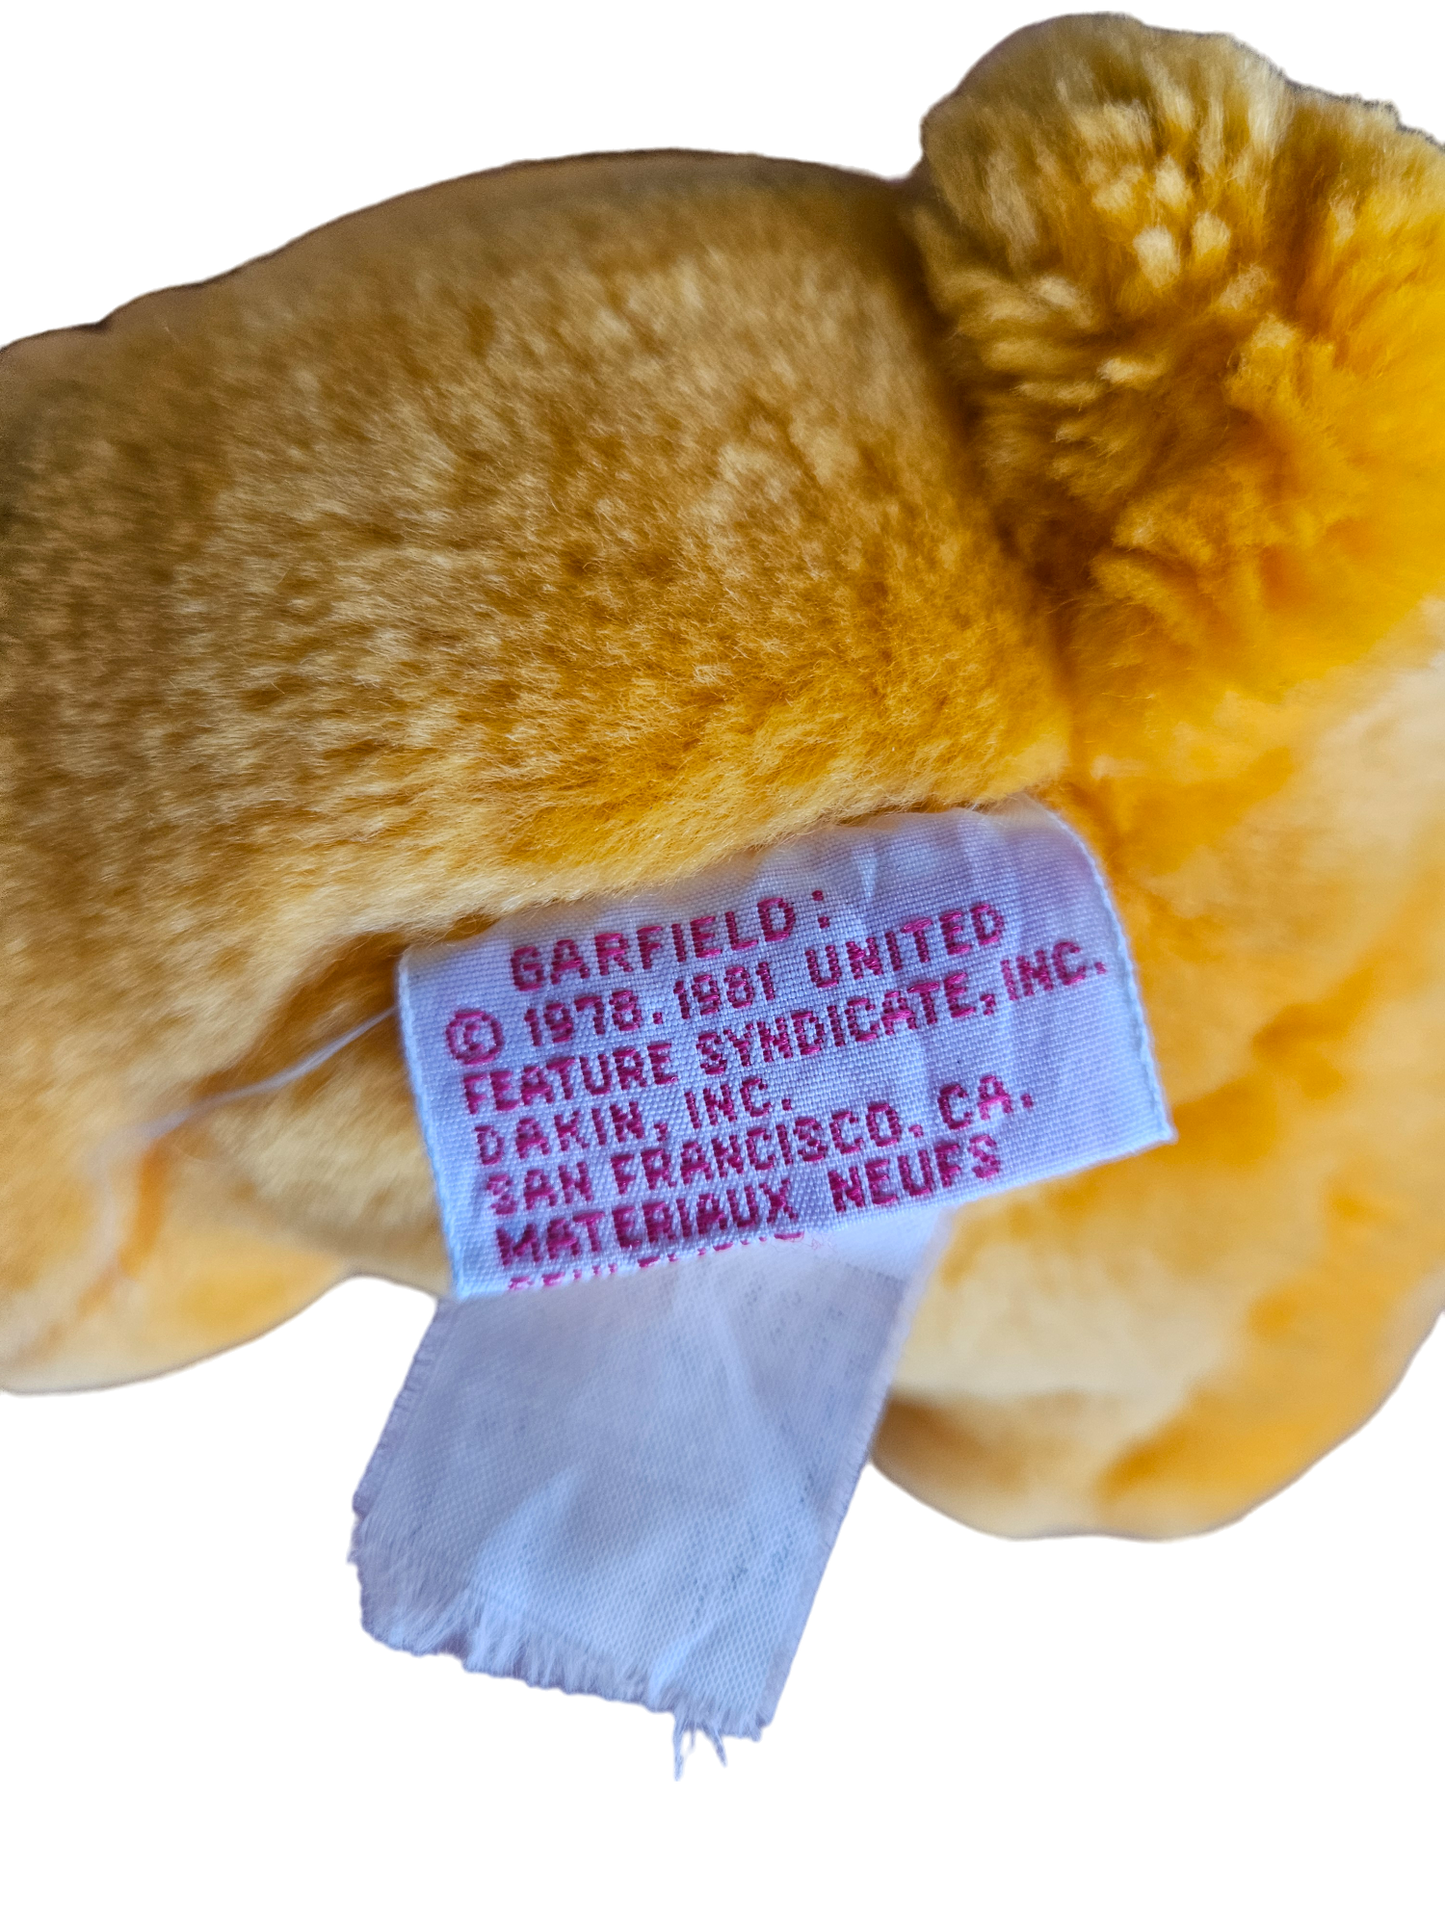 GARFIELD:
© 1978, 1981 UNITED
FEATURE SYNDICATE, INC.
DAKIN, INC.
SAN FRANCISCO, CA.
MATERIAUX NEUFS